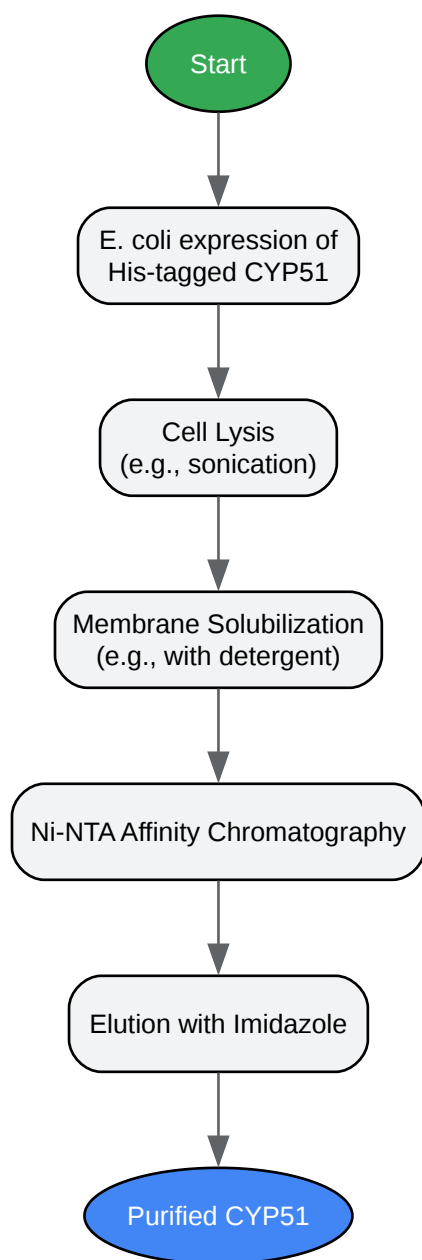 Start
E. coli expression of
His-tagged CYP51
Cell Lysis
(e.g., sonication)
Membrane Solubilization
(e.g., with detergent)
Ni-NTA Affinity Chromatography
Elution with Imidazole
Purified CYP51